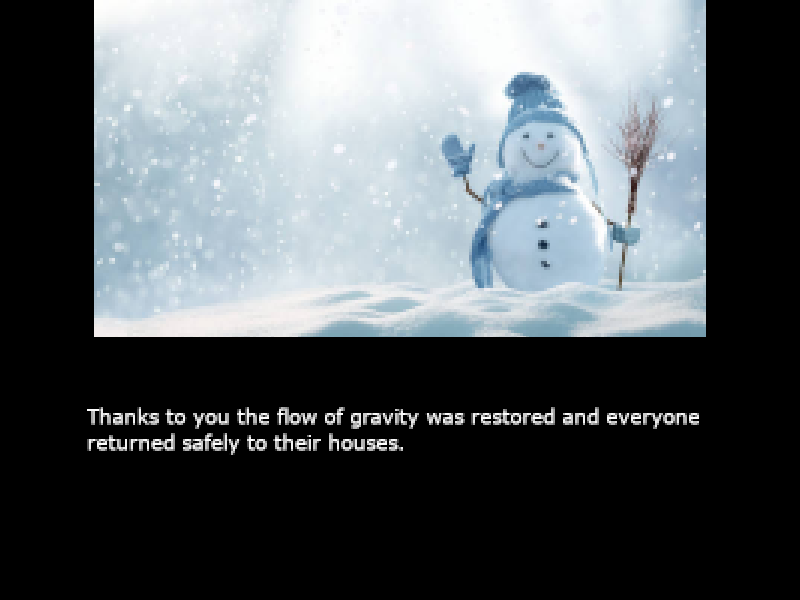 Thanks to you the flow of gravity was restored and everyone
returned safely to their houses.